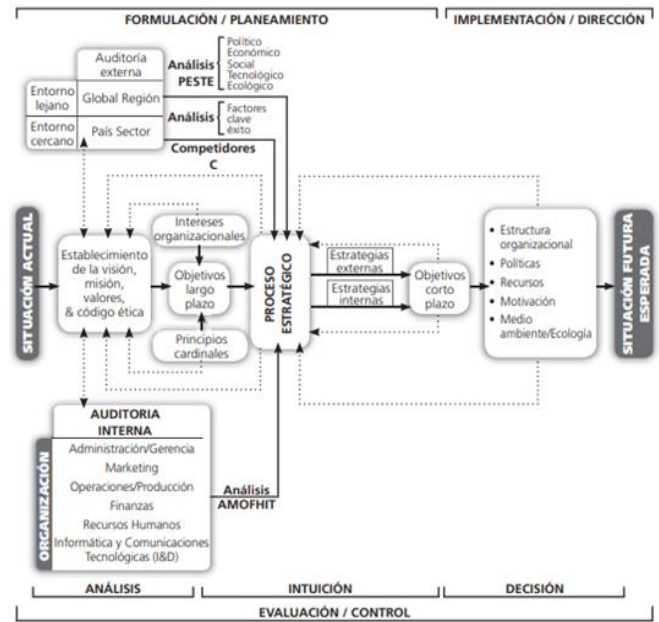 FORMULACIÓN / PLANEAMIENTO
IMPLEMENTACIÓN / DIRECCIÓN
Auditoría
externa
Entorno
lejano
Global Región
Entorno
cercano
País Sector
Análisis
PESTE
Político
Económico
Social
Tecnológico
Ecológico
Análisis
Factores
clave
éxito
Competidores
C
SITUACIÓN ACTUAL
Establecimiento
de la visión,
misión,
valores,
& código ética
Intereses
organizacionales
Objetivos
largo
plazo
Principios
cardinales
PROCESO
ESTRATÉGICO
Estrategias
externas
Estrategias
internas
Objetivos
corto
plazo
• Estructura
organizacional
• Políticas
• Recursos
• Motivación
• Medio
ambiente/Ecología
SITUACIÓN FUTURA
ESPERADA
ORGANIZACIÓN
AUDITORIA
INTERNA
Administración/Gerencia
Marketing
Operaciones/Producción
Finanzas
Recursos Humanos
Informática y Comunicaciones
Tecnológicas (I&D)
Análisis
AMOFHIT
ANÁLISIS
INTUICIÓN
DECISIÓN
EVALUACIÓN / CONTROL